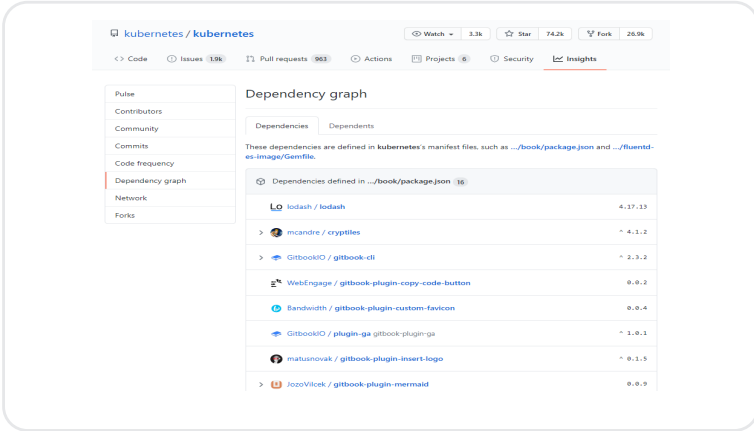 kubernetes / kubernetes
Watch 3.3k
Star 74.2k
Fork 26.9k
Code
Issues 1.9k
Pull requests 963
Actions
Projects 6
Security
Insights
Pulse
Contributors
Community
Commits
Code frequency
Dependency graph
Network
Forks
Dependency graph
Dependencies
Dependents
These dependencies are defined in kubernetes's manifest files, such as .../book/package.json and .../fluentd-
es-image/Gemfile.
Dependencies defined in .../book/package.json 16
Lo lodash / lodash 4.17.13
mcandre / cryptiles ^ 4.1.2
GitbookIO / gitbook-cli ^ 2.3.2
WebEngage / gitbook-plugin-copy-code-button 0.0.2
Bandwidth / gitbook-plugin-custom-favicon 0.0.4
GitbookIO / plugin-ga gitbook-plugin-ga ^ 1.0.1
matusnovak / gitbook-plugin-insert-logo ^ 0.1.5
JozoVilcek / gitbook-plugin-mermaid 0.0.9